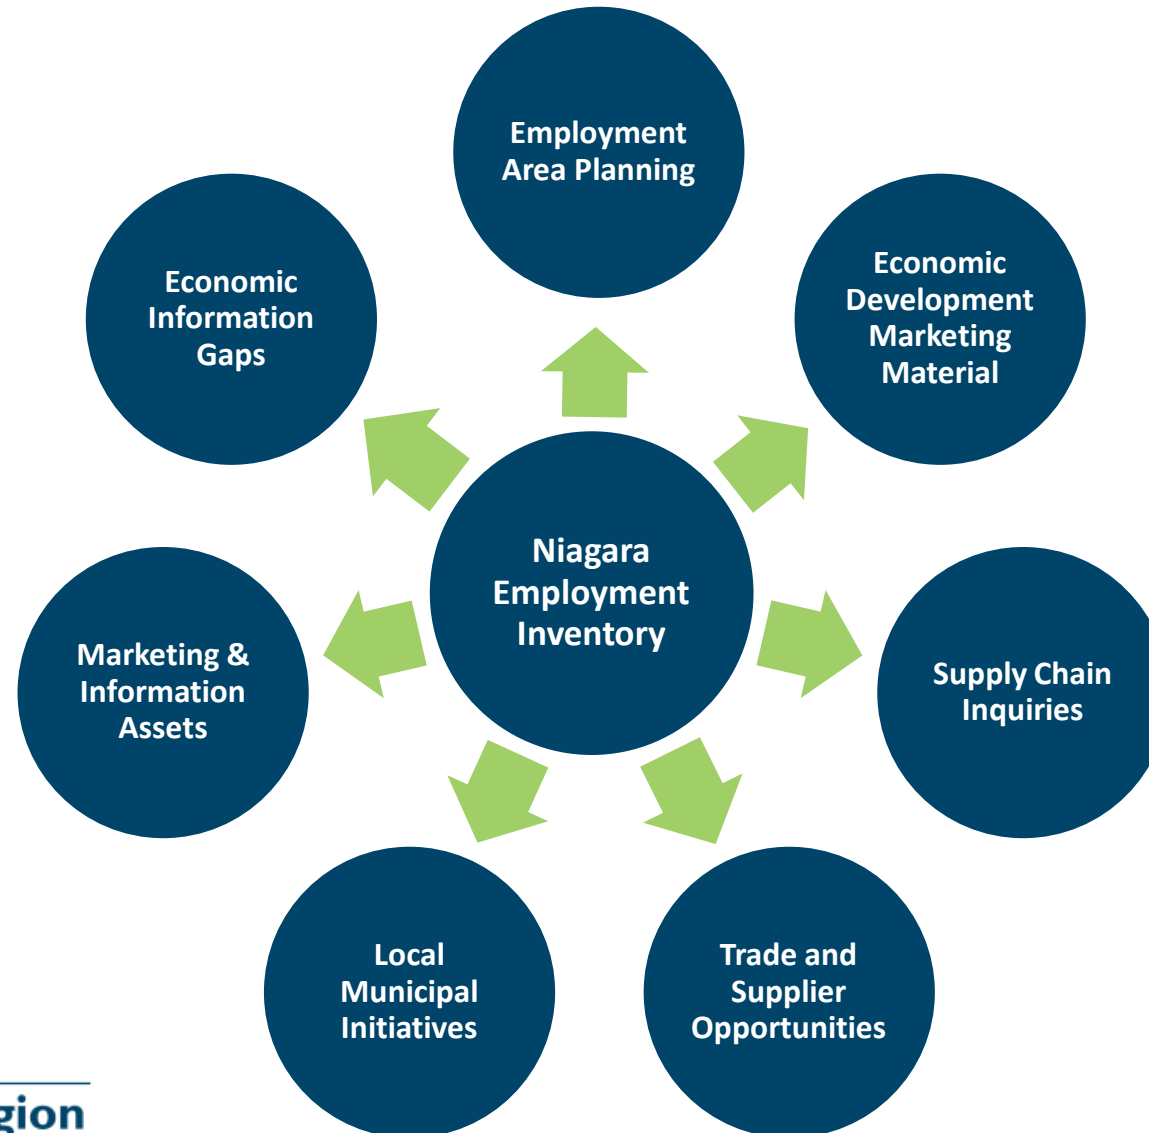 Employment
Area Planning
Economic
Development
Marketing
Material
Economic
Information
Gaps
Niagara
Employment
Inventory
Marketing &
Information
Assets
Supply Chain
Inquiries
Local
Municipal
Initiatives
Trade and
Supplier
Opportunities
gion